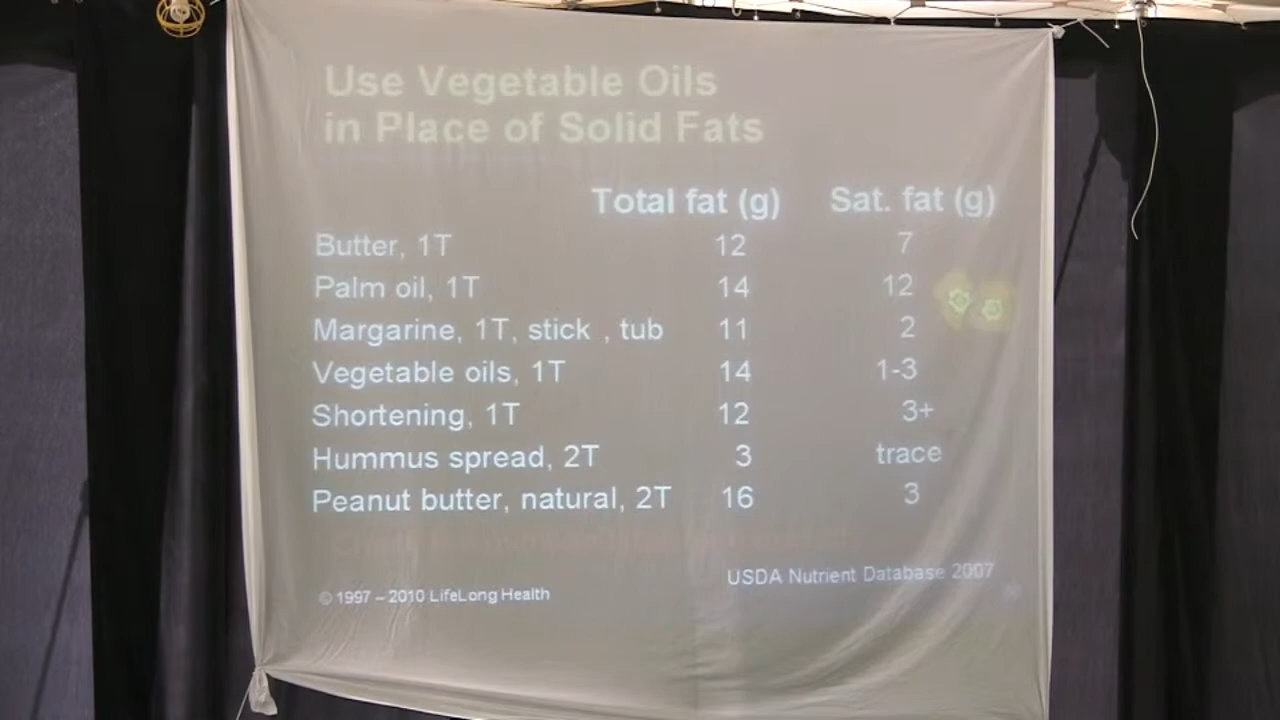 Use Vegetable Oils
in Place of Solid Fats
Total fat (g) Sat. fat (g)
Butter, 1T 12 7
Palm oil, 1T 14 12
Margarine, 1T, stick , tub 11 2
Vegetable oils, 1T 14 1-3
Shortening, 1T 12 3+
Hummus spread, 2T 3 trace
Peanut butter, natural, 2T 16 3
USDA Nutrient Database 2007
© 1997 – 2010 LifeLong Health